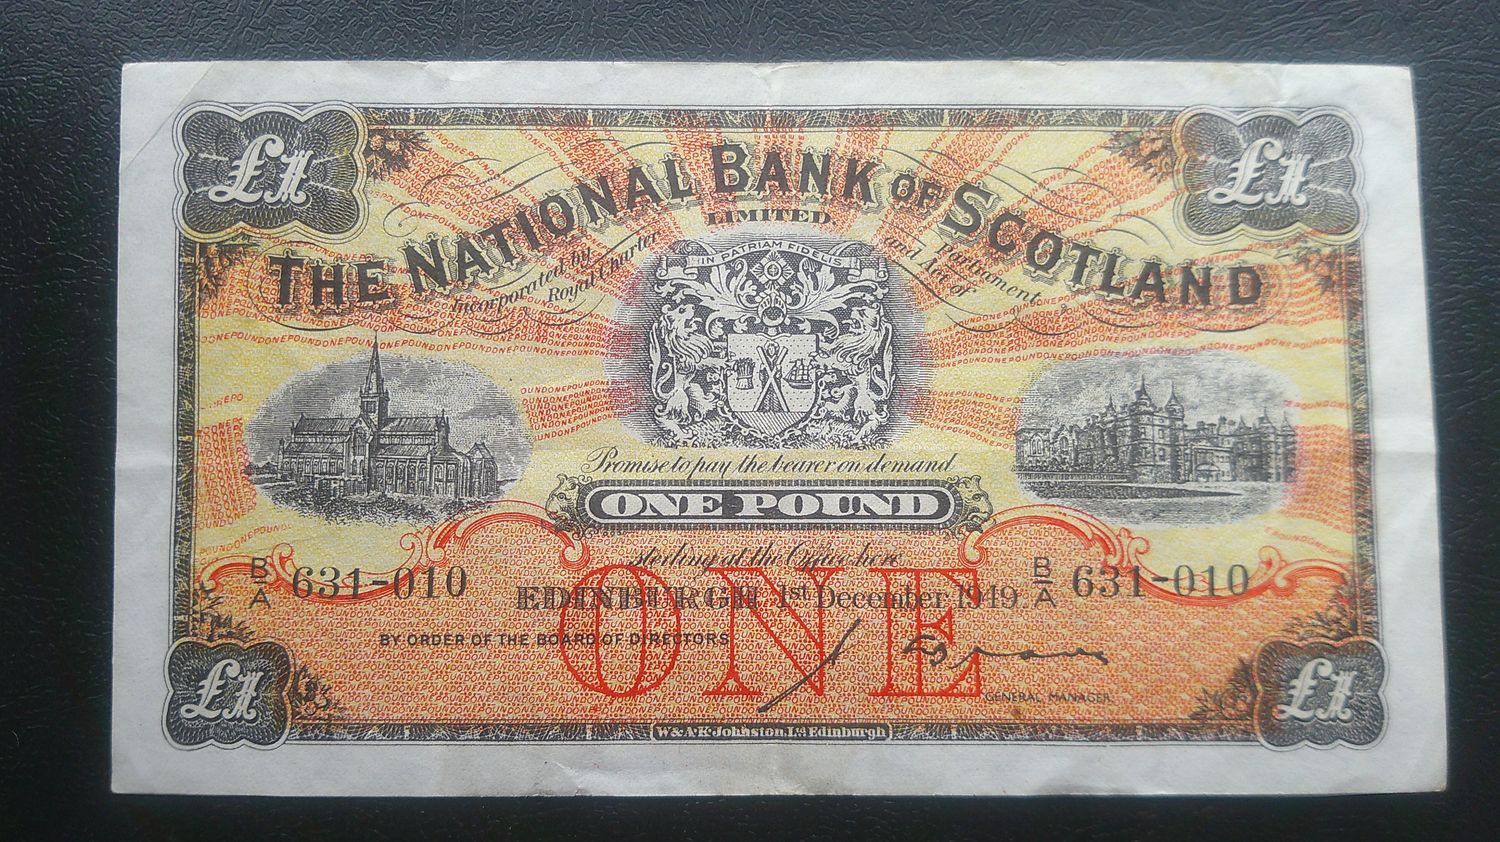 £1 £1
THE NATIONAL BANK OF SCOTLAND
LIMITED
Incorporated by Royal Charter
and Act of Parliament
IN PATRIAM FIDELIS
Promise to pay the bearer on demand
ONE POUND
sterling at the Office here
B/A 631-010 EDINBURGH 1st December 1949. B/A 631-010
ONE
BY ORDER OF THE BOARD OF DIRECTORS
GENERAL MANAGER
£1 £1
W. & A.K. Johnston, Ltd Edinburgh